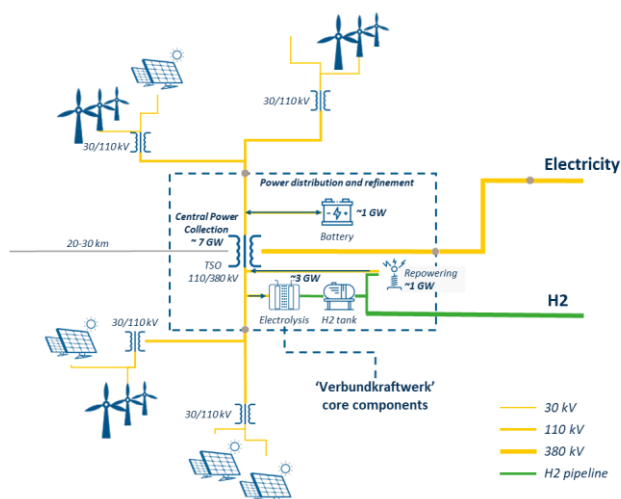 30/110 kV
30/110 kV
Electricity
Power distribution and refinement
Central Power
Collection
~ 7 GW
~1 GW
Battery
20-30 km
TSO
110/380 kV
~3 GW
Repowering
~1 GW
Electrolysis
H2 tank
H2
30/110 kV
'Verbundkraftwerk'
core components
30/110 kV
30 kV
110 kV
380 kV
H2 pipeline